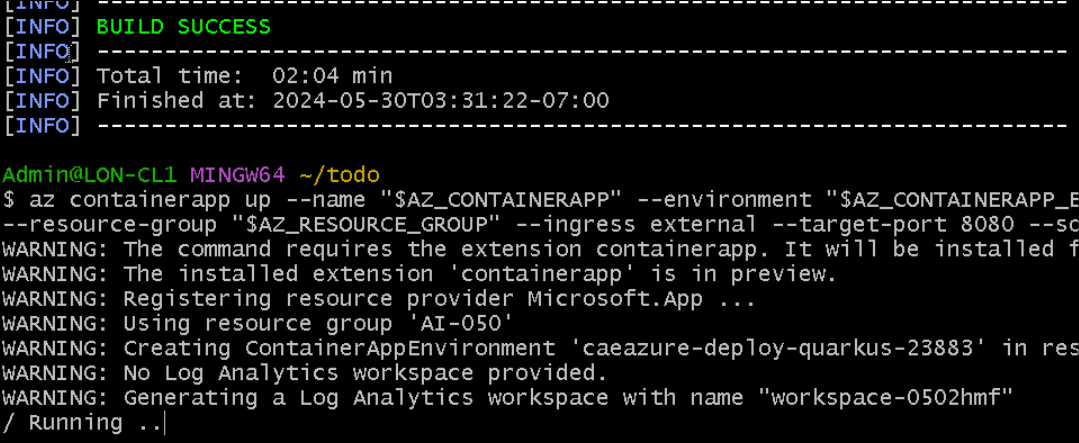 [INFO] ------------------------------------------------------------------------
[INFO] BUILD SUCCESS
[INFO] ------------------------------------------------------------------------
[INFO] Total time:  02:04 min
[INFO] Finished at: 2024-05-30T03:31:22-07:00
[INFO] ------------------------------------------------------------------------
Admin@LON-CL1 MINGW64 ~/todo
$ az containerapp up --name "$AZ_CONTAINERAPP" --environment "$AZ_CONTAINERAPP_E
--resource-group "$AZ_RESOURCE_GROUP" --ingress external --target-port 8080 --so
WARNING: The command requires the extension containerapp. It will be installed f
WARNING: The installed extension 'containerapp' is in preview.
WARNING: Registering resource provider Microsoft.App ...
WARNING: Using resource group 'AI-050'
WARNING: Creating ContainerAppEnvironment 'caeazure-deploy-quarkus-23883' in res
WARNING: No Log Analytics workspace provided.
WARNING: Generating a Log Analytics workspace with name "workspace-0502hmf"
/ Running ..